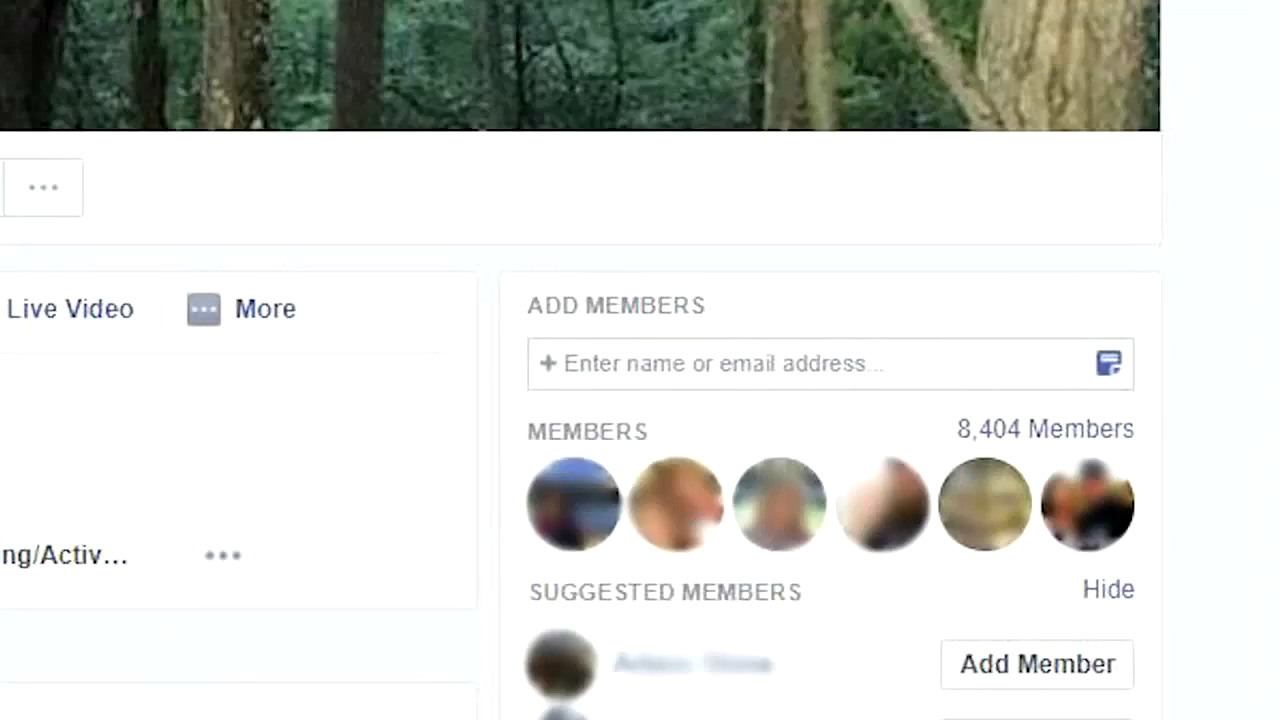 Live Video
More
ADD MEMBERS
+ Enter name or email address...
MEMBERS
8,404 Members
ng/Activ...
SUGGESTED MEMBERS
Hide
Add Member